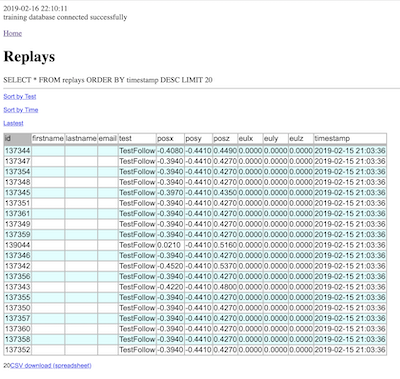 2019-02-16 22:10:11
training database connected successfully
Home
Replays
SELECT * FROM replays ORDER BY timestamp DESC LIMIT 20
Sort by Test
Sort by Time
Lastest
id firstname lastname email test posx posy posz eulx euly eulz timestamp
137344 TestFollow -0.4080 -0.4410 0.4490 0.0000 0.0000 0.0000 2019-02-15 21:03:36
137347 TestFollow -0.3940 -0.4410 0.4270 0.0000 0.0000 0.0000 2019-02-15 21:03:36
137354 TestFollow -0.3940 -0.4410 0.4270 0.0000 0.0000 0.0000 2019-02-15 21:03:36
137348 TestFollow -0.3940 -0.4410 0.4270 0.0000 0.0000 0.0000 2019-02-15 21:03:36
137345 TestFollow -0.3970 -0.4410 0.4350 0.0000 0.0000 0.0000 2019-02-15 21:03:36
137351 TestFollow -0.3940 -0.4410 0.4270 0.0000 0.0000 0.0000 2019-02-15 21:03:36
137361 TestFollow -0.3940 -0.4410 0.4270 0.0000 0.0000 0.0000 2019-02-15 21:03:36
137349 TestFollow -0.3940 -0.4410 0.4270 0.0000 0.0000 0.0000 2019-02-15 21:03:36
137359 TestFollow -0.3940 -0.4410 0.4270 0.0000 0.0000 0.0000 2019-02-15 21:03:36
139044 TestFollow 0.0210 -0.4410 0.5160 0.0000 0.0000 0.0000 2019-02-15 21:03:36
137346 TestFollow -0.3940 -0.4410 0.4270 0.0000 0.0000 0.0000 2019-02-15 21:03:36
137342 TestFollow -0.4520 -0.4410 0.5370 0.0000 0.0000 0.0000 2019-02-15 21:03:36
137356 TestFollow -0.3940 -0.4410 0.4270 0.0000 0.0000 0.0000 2019-02-15 21:03:36
137343 TestFollow -0.4220 -0.4410 0.4800 0.0000 0.0000 0.0000 2019-02-15 21:03:36
137355 TestFollow -0.3940 -0.4410 0.4270 0.0000 0.0000 0.0000 2019-02-15 21:03:36
137350 TestFollow -0.3940 -0.4410 0.4270 0.0000 0.0000 0.0000 2019-02-15 21:03:36
137357 TestFollow -0.3940 -0.4410 0.4270 0.0000 0.0000 0.0000 2019-02-15 21:03:36
137360 TestFollow -0.3940 -0.4410 0.4270 0.0000 0.0000 0.0000 2019-02-15 21:03:36
137358 TestFollow -0.3940 -0.4410 0.4270 0.0000 0.0000 0.0000 2019-02-15 21:03:36
137352 TestFollow -0.3940 -0.4410 0.4270 0.0000 0.0000 0.0000 2019-02-15 21:03:36
20CSV download (spreadsheet)